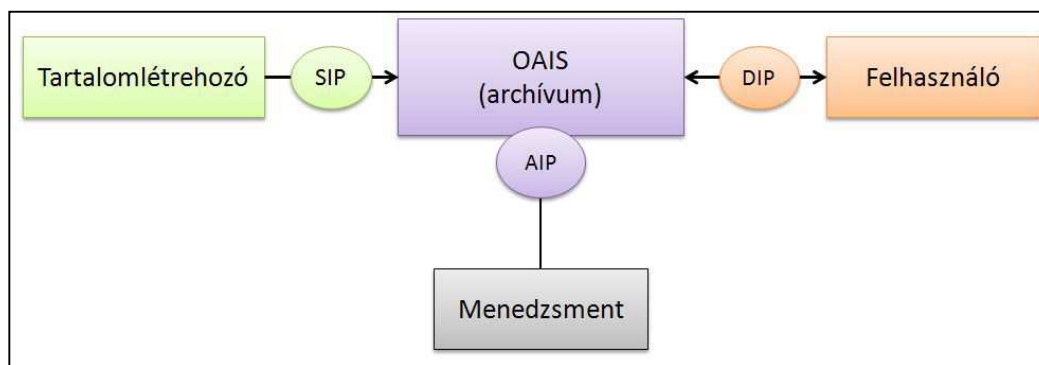 Tartalomlétrehozó
SIP
OAIS
(archívum)
DIP
Felhasználó
AIP
Menedzsment